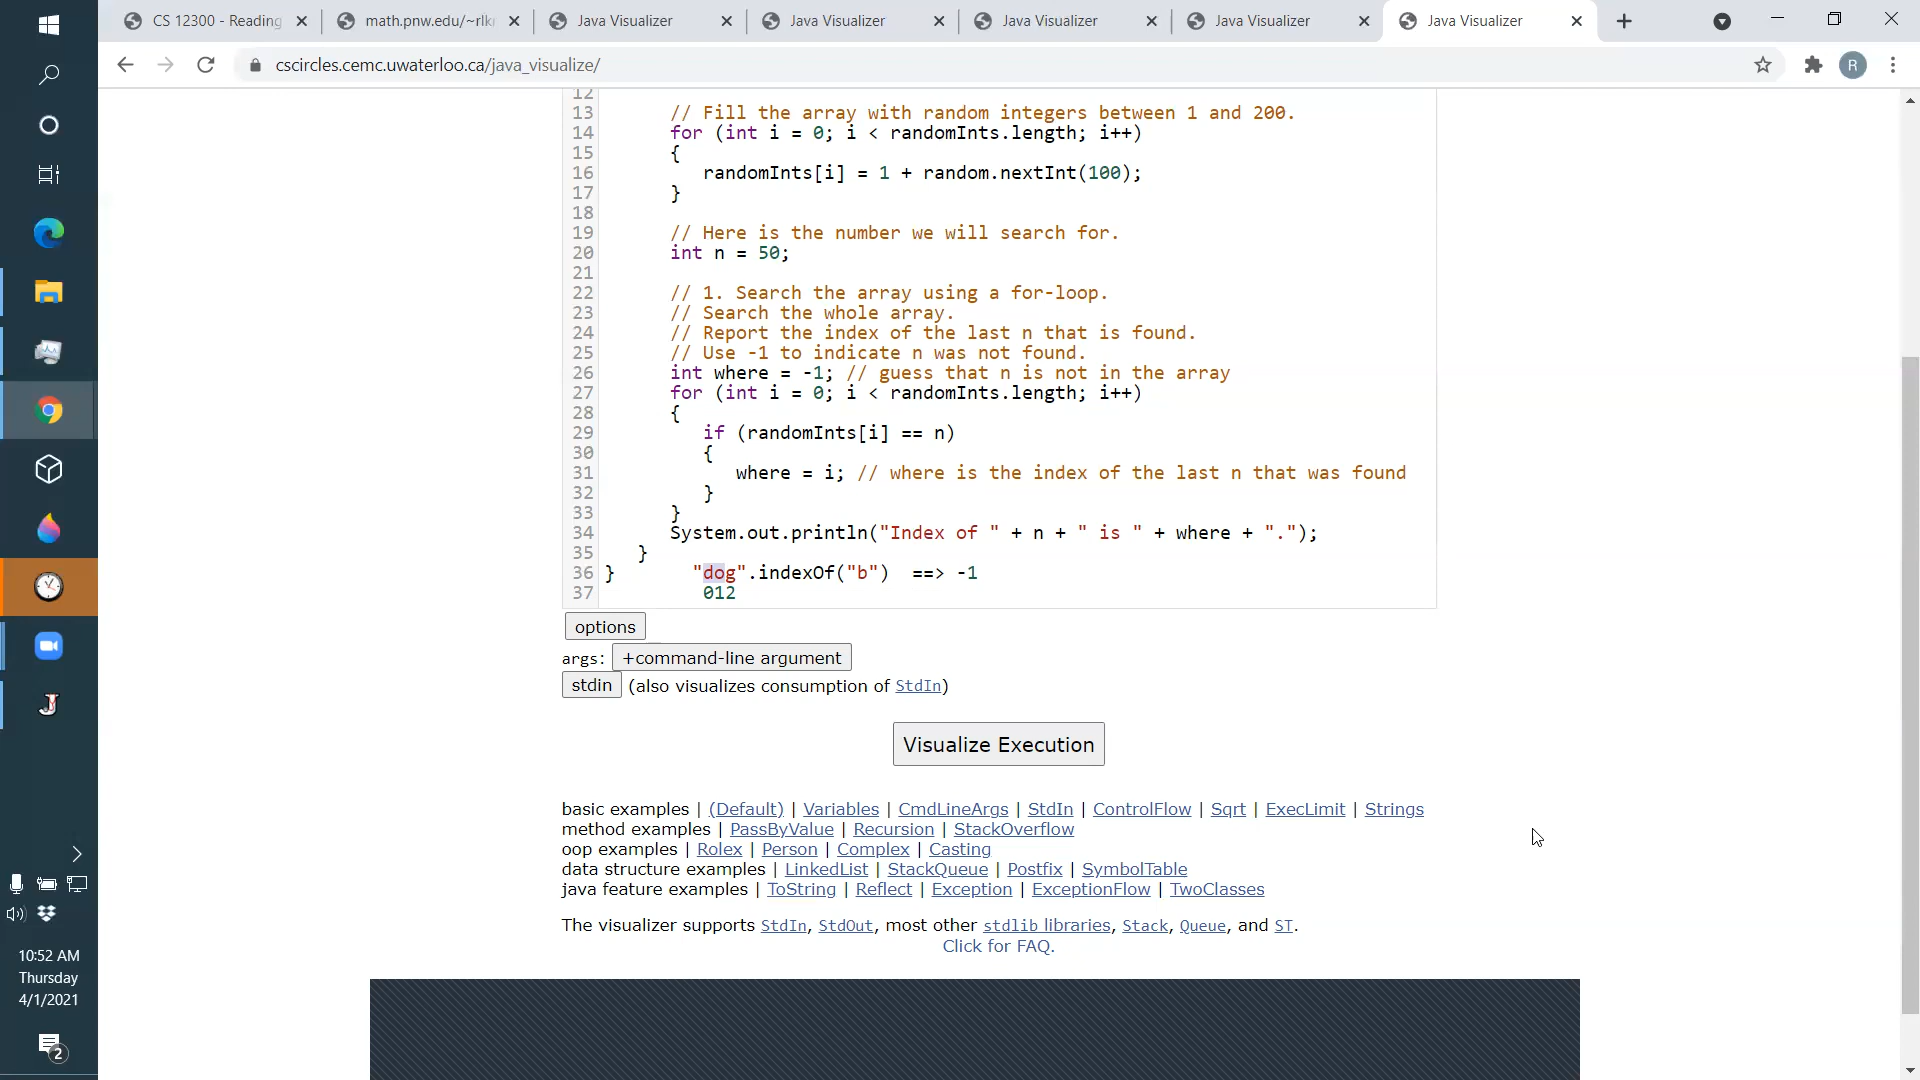 CS 12300 - Reading
math.pnw.edu/~rlk
Java Visualizer
Java Visualizer
Java Visualizer
Java Visualizer
Java Visualizer
cscircles.cemc.uwaterloo.ca/java_visualize/
R
12
13 // Fill the array with random integers between 1 and 200.
14 for (int i = 0; i < randomInts.length; i++)
15 {
16 randomInts[i] = 1 + random.nextInt(100);
17 }
18
19 // Here is the number we will search for.
20 int n = 50;
21
22 // 1. Search the array using a for-loop.
23 // Search the whole array.
24 // Report the index of the last n that is found.
25 // Use -1 to indicate n was not found.
26 int where = -1; // guess that n is not in the array
27 for (int i = 0; i < randomInts.length; i++)
28 {
29 if (randomInts[i] == n)
30 {
31 where = i; // where is the index of the last n that was found
32 }
33 }
34 System.out.println("Index of " + n + " is " + where + ".");
35 }
36 } "dog".indexOf("b") ==> -1
37 012
options
args: +command-line argument
stdin (also visualizes consumption of StdIn)
Visualize Execution
basic examples | (Default) | Variables | CmdLineArgs | StdIn | ControlFlow | Sqrt | ExecLimit | Strings
method examples | PassByValue | Recursion | StackOverflow
oop examples | Rolex | Person | Complex | Casting
data structure examples | LinkedList | StackQueue | Postfix | SymbolTable
java feature examples | ToString | Reflect | Exception | ExceptionFlow | TwoClasses
The visualizer supports StdIn, StdOut, most other stdlib libraries, Stack, Queue, and ST.
Click for FAQ.
10:52 AM
Thursday
4/1/2021
2